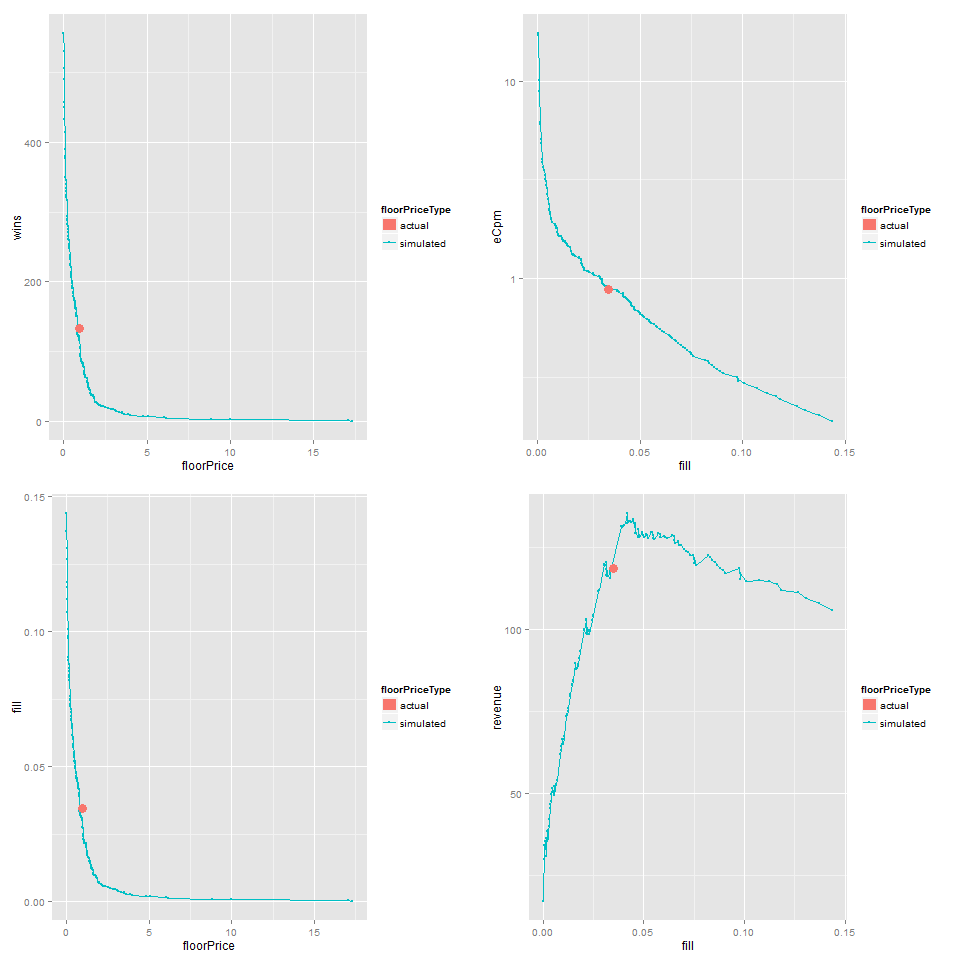 wins
400
200
0
0
5
10
15
floorPrice
floorPriceType
actual
simulated
eCpm
10
1
0.00
0.05
0.10
0.15
fill
floorPriceType
actual
simulated
fill
0.15
0.10
0.05
0.00
0
5
10
15
floorPrice
floorPriceType
actual
simulated
revenue
100
50
0.00
0.05
0.10
0.15
fill
floorPriceType
actual
simulated